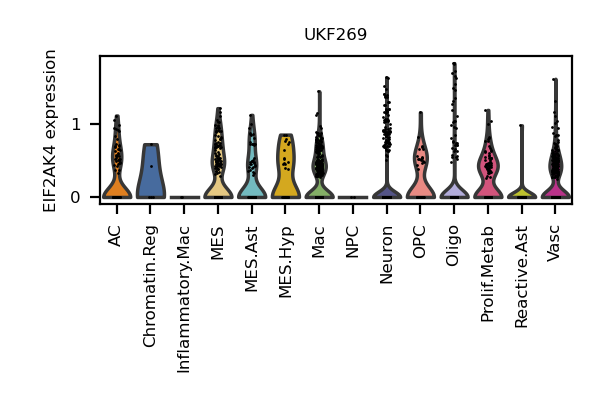 UKF269
EIF2AK4 expression
1
0
AC
Chromatin.Reg
Inflammatory.Mac
MES
MES.Ast
MES.Hyp
Mac
NPC
Neuron
OPC
Oligo
Prolif.Metab
Reactive.Ast
Vasc